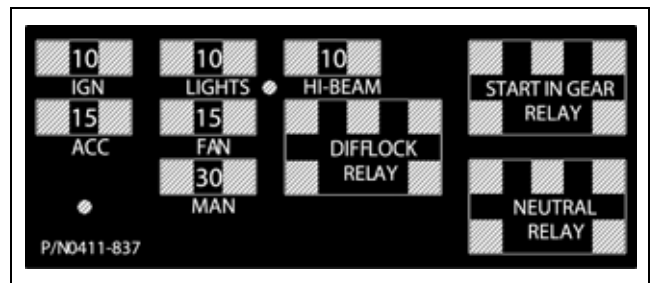 10 10 10
IGN LIGHTS HI-BEAM
START IN GEAR
RELAY
15 15
ACC FAN
DIFFLOCK
RELAY
30
MAN
NEUTRAL
RELAY
P/N0411-837